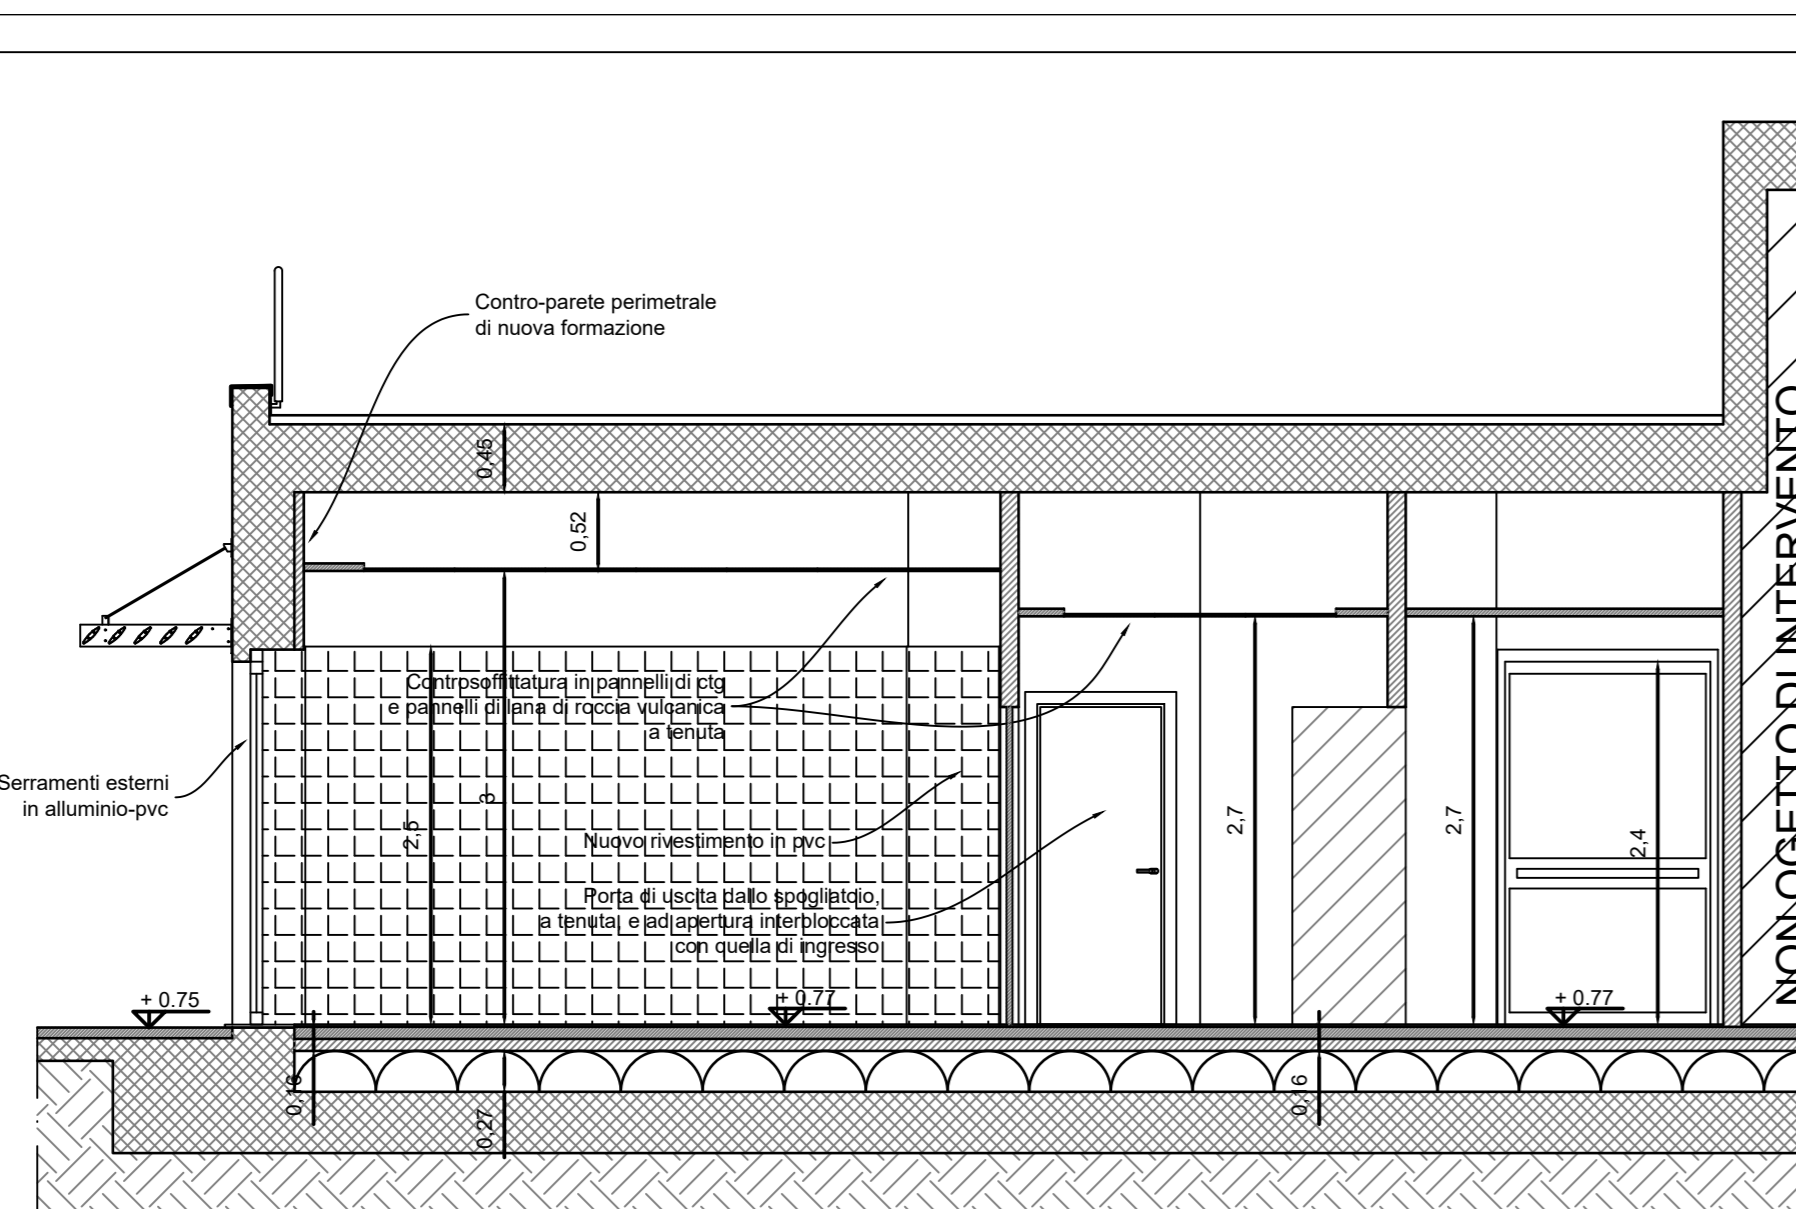 Contro-parete perimetrale
di nuova formazione
0,45
0,52
Controsoffittatura in pannelli di ctg
e pannelli di lana di roccia vulcanica
a tenuta
Serramenti esterni
in alluminio-pvc
3
2,5
Nuovo rivestimento in pvc
2,7
2,7
2,4
Porta di uscita dallo spogliatoio,
a tenuta, e ad apertura interbloccata
con quella di ingresso
+ 0.75
+ 0.77
+ 0.77
0,16
0,27
0,16
NON OGETTO DI INTERVENTO